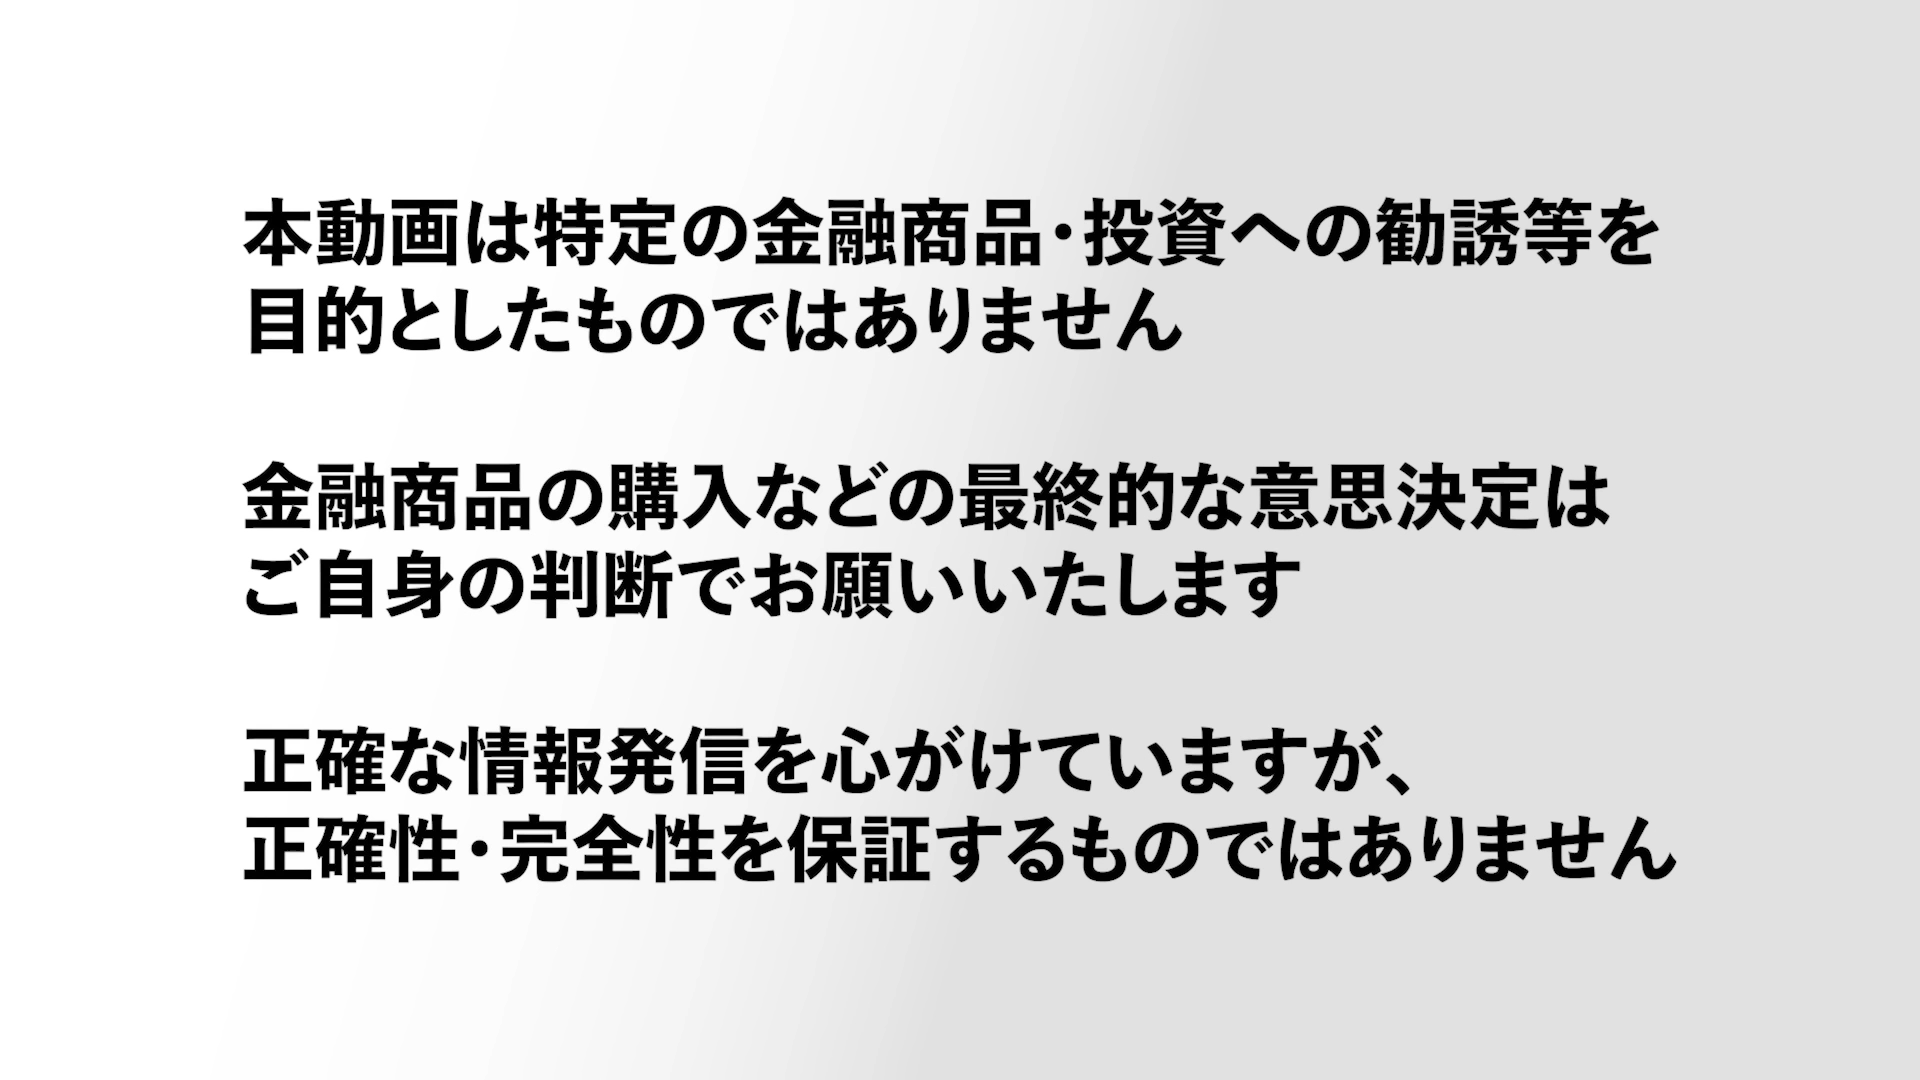 本動画は特定の金融商品・投資への勧誘等を
目的としたものではありません
金融商品の購入などの最終的な意思決定は
ご自身の判断でお願いいたします
正確な情報発信を心がけていますが、
正確性・完全性を保証するものではありません